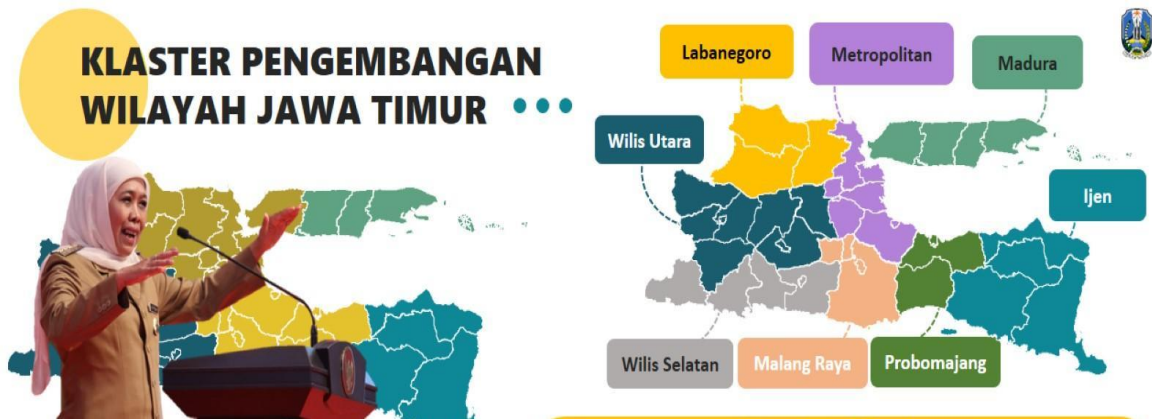 KLASTER PENGEMBANGAN
WILAYAH JAWA TIMUR
Labanegoro
Metropolitan
Madura
Wilis Utara
Ijen
Wilis Selatan
Malang Raya
Probomajang